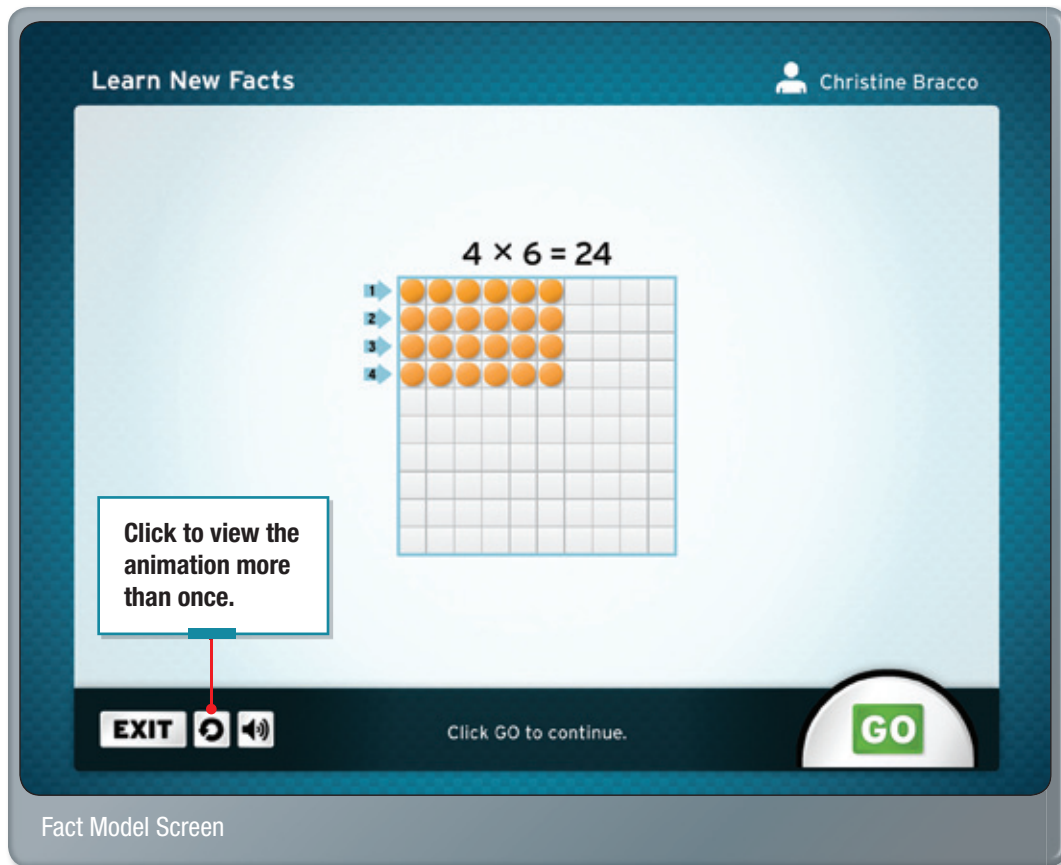 Learn New Facts
Christine Bracco
4 × 6 = 24
1
2
3
4
Click to view the
animation more
than once.
EXIT
Click GO to continue.
GO
Fact Model Screen